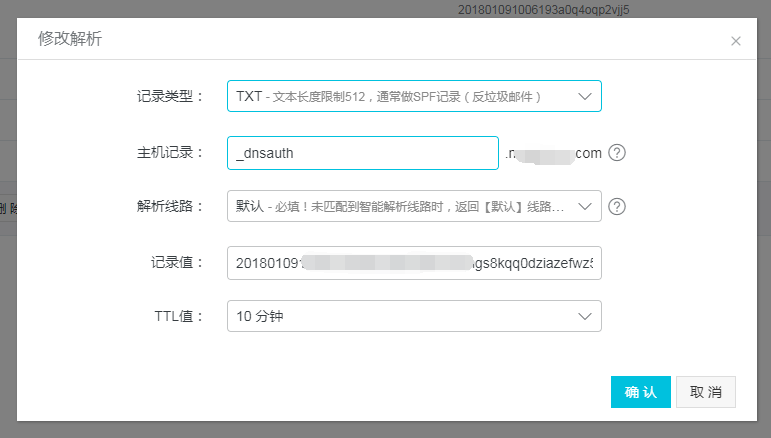 201801091006193a0q4oqp2vjj5
修改解析
记录类型： TXT - 文本长度限制512，通常做SPF记录（反垃圾邮件）
主机记录： _dnsauth .n com
解析线路： 默认 - 必填！未匹配到智能解析线路时，返回【默认】线路...
删 除
记录值： 20180109 gs8kqq0dziazefwz5
TTL值： 10 分钟
确 认 取 消